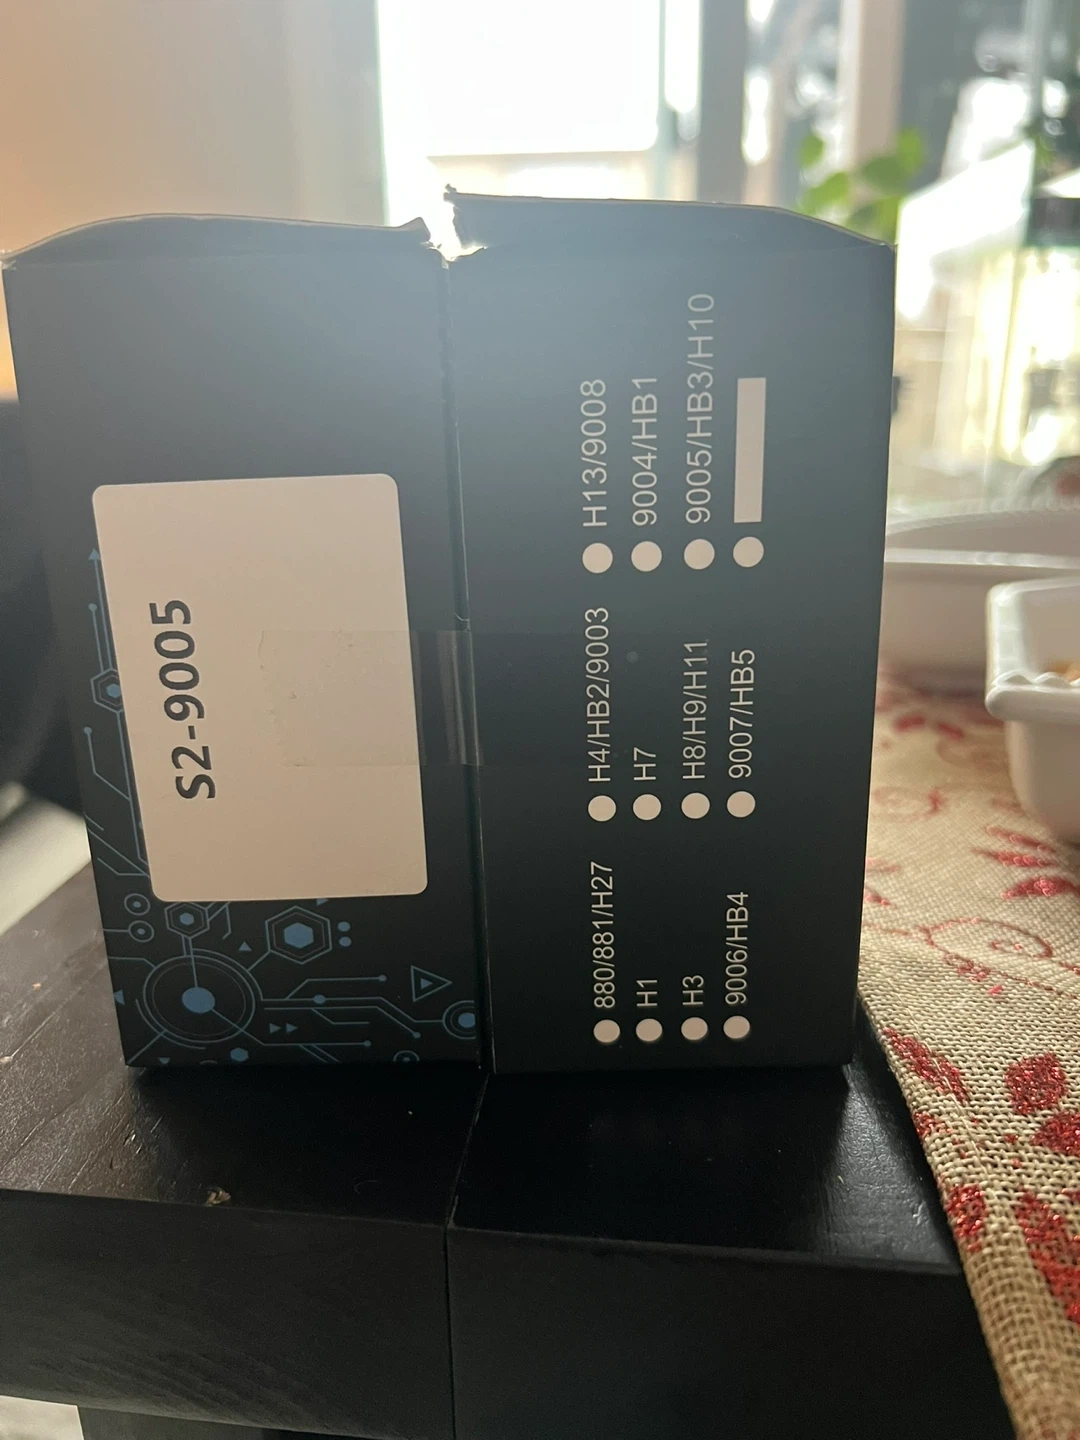 S2-9005
880/881/H27 H4/HB2/9003 H13/9008
H1 H7 9004/HB1
H3 H8/H9/H11 9005/HB3/H10
9006/HB4 9007/HB5